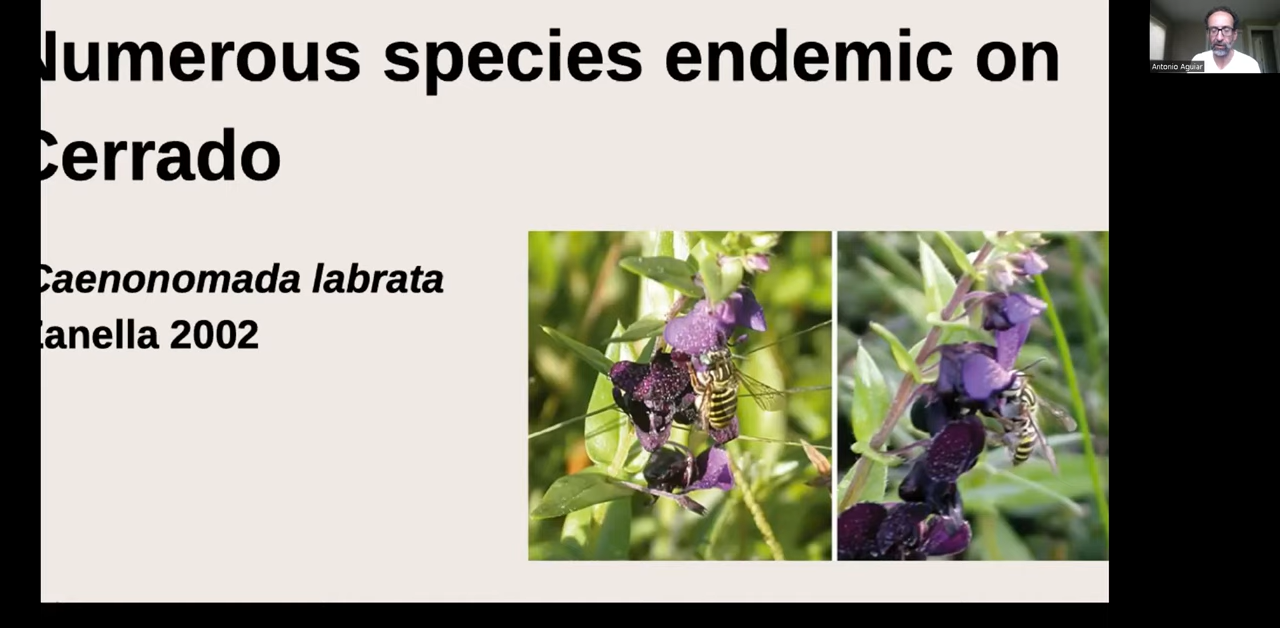 Numerous species endemic on
Cerrado
Caenonomada labrata
Zanella 2002
Antonio Aguiar